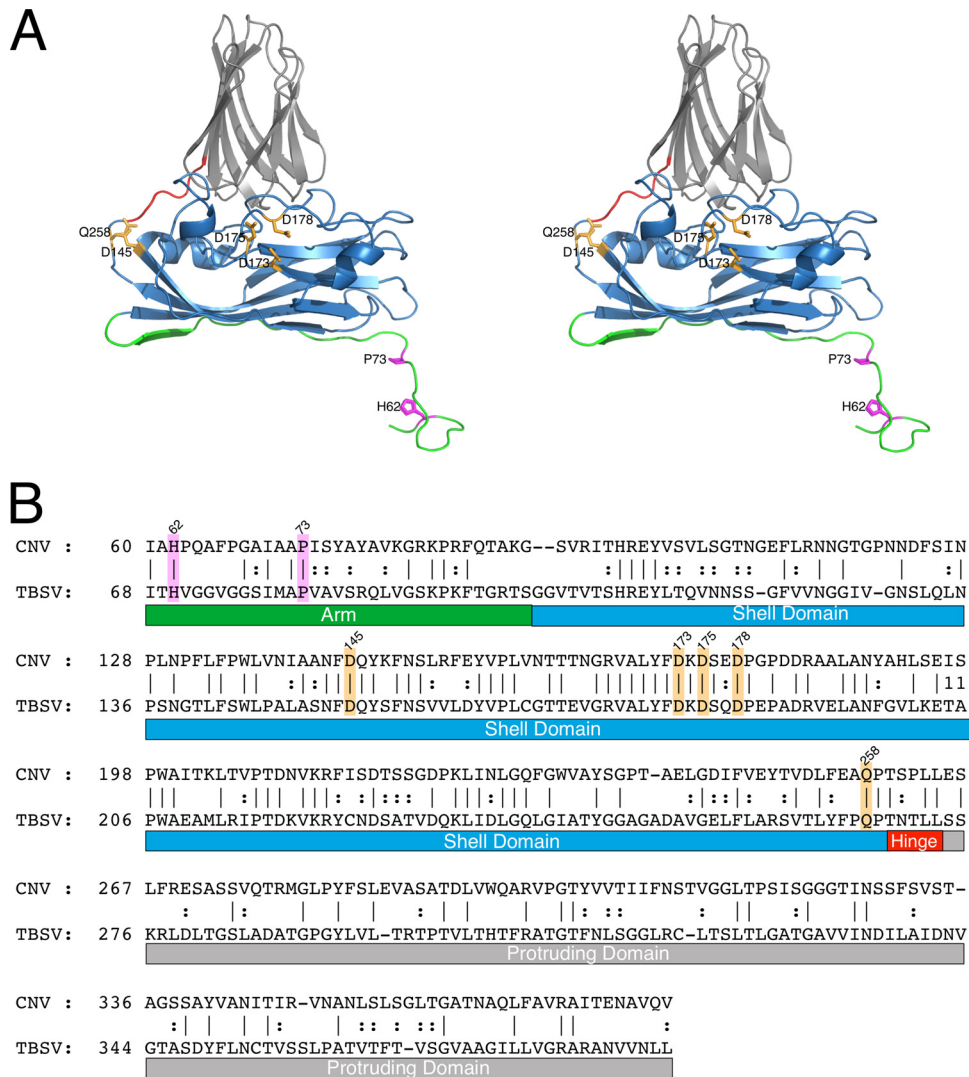 A
Q258
D145
D175
D178
D173
P73
H62
Q258
D145
D175
D178
D173
P73
H62
B
62 73
CNV : 60 IAHPQAFPGAIAAPISYAYAVKGRKPRFQTAKG--SVRITHREYVSVLSGTNGEFLRNNGTGPNNDFSIN
TBSV: 68 ITHVGGVGGSIMAPVAVSRQLVGSKPKFTGRTSGGVTVTSHREYLTQVNNSS-GFVVNNGIV-GNSLQLN
Arm Shell Domain
145 173 175 178
CNV : 128 PLNPFLFPWLVNIAANFDQYKFNSLRFEYVPLVNTTTNGRVALYFDKDSEDPGPDDRAALANYAHLSEIS
11
TBSV: 136 PSNGTLFSWLPALASNFDQYSFNSVVLDYVPLCGTTEVGRVALYFDKDSQDPEPADRVELANFGVLKETA
Shell Domain
258
CNV : 198 PWAITKLTVPTDNVKRFISDTSSGDPKLINLGQFGWVAYSGPT-AELGDIFVEYTVDLFEAQPTSPLLES
TBSV: 206 PWAEAMLRIPTDKVKRYCNDSATVDQKLIDLGQLGIATYGGAGADAVGELFLARSVTLYFPQPTNTLLSS
Shell Domain Hinge
CNV : 267 LFRESASSVQTRMGLPYFSLEVASATDLVWQARVPGTYVVTIIFNSTVGGLTPSISGGGTINSSFSVST-
TBSV: 276 KRLDLTGSLADATGPGYLVL-TRTPTVLTHTFRATGTFNLSGGLRC-LTSLTLGATGAVVINDILAIDNV
Protruding Domain
CNV : 336 AGSSAYVANITIR-VNANLSLSGLTGATNAQLFAVRAITENAVQV
TBSV: 344 GTASDYFLNCTVSSLPATVTFT-VSGVAAGILLVGRARANVVNLL
Protruding Domain